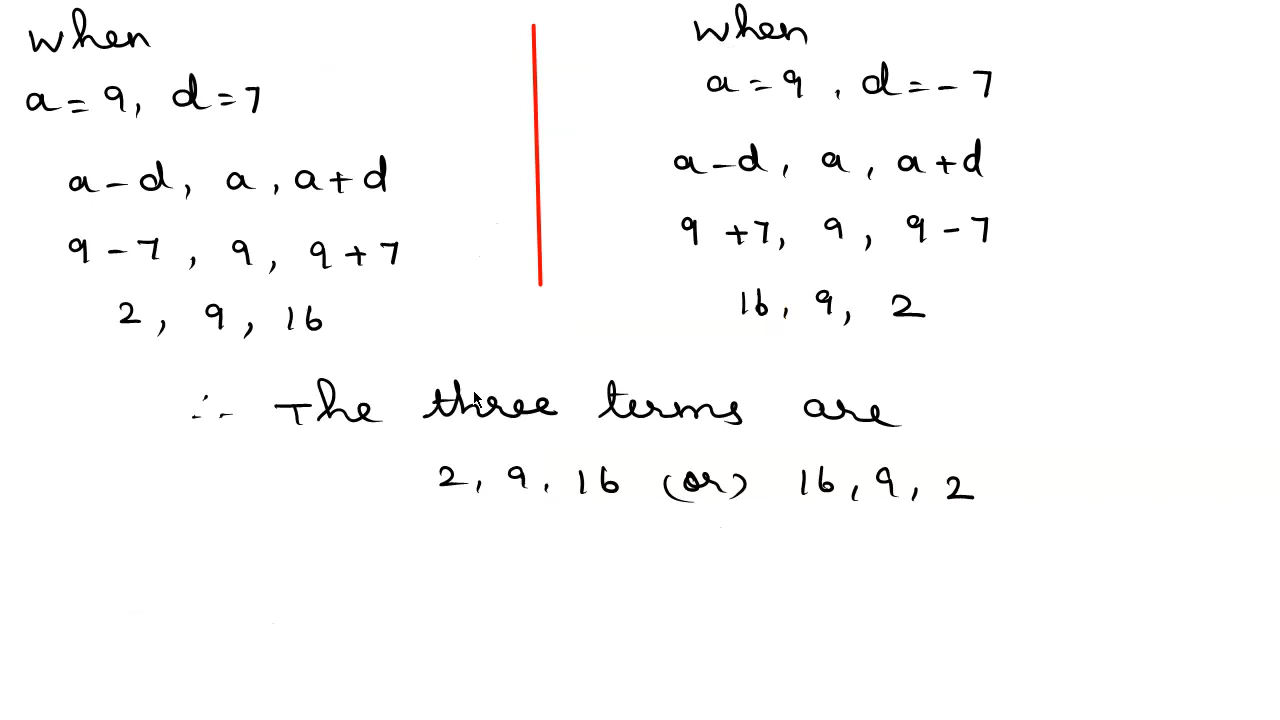 when
a = 9, d = 7
a - d, a, a + d
9 - 7, 9, 9 + 7
2, 9, 16
when
a = 9, d = - 7
a - d, a, a + d
9 + 7, 9, 9 - 7
16, 9, 2
∴ The three terms are
2, 9, 16 (or) 16, 9, 2